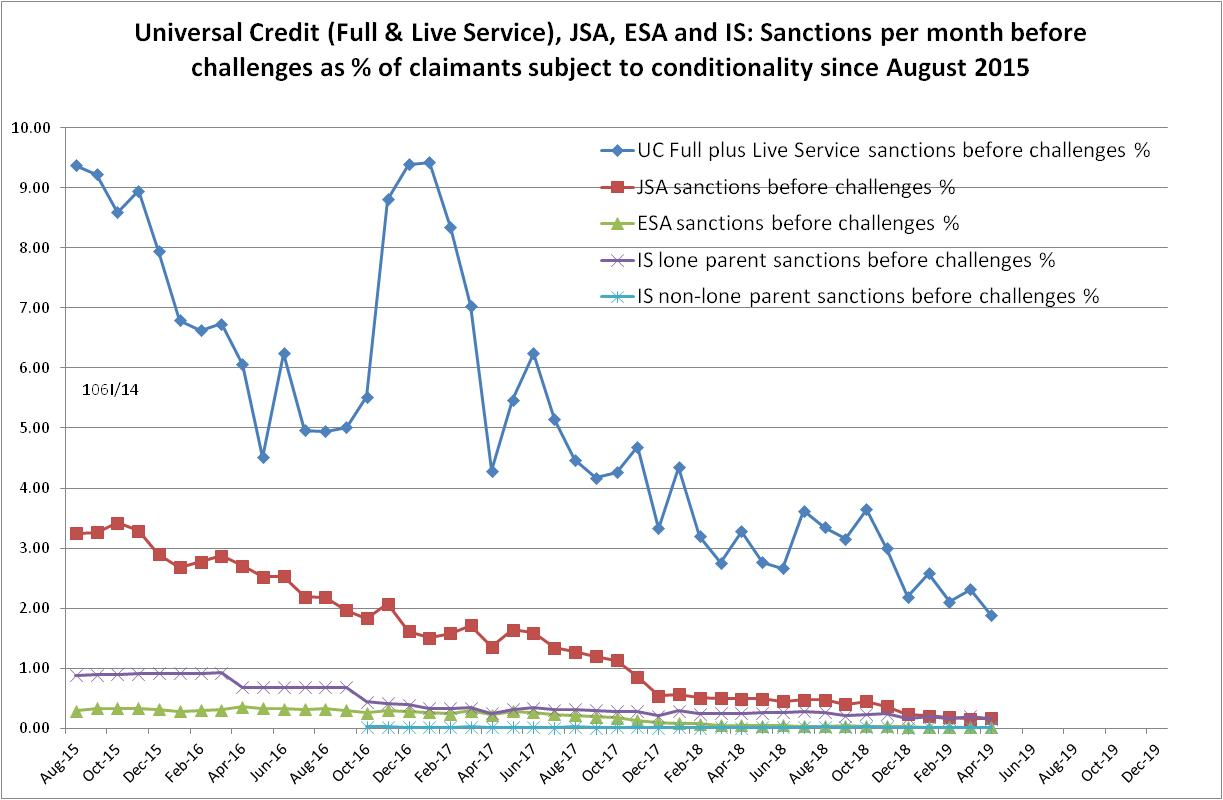 Universal Credit (Full & Live Service), JSA, ESA and IS: Sanctions per month before
challenges as % of claimants subject to conditionality since August 2015
10.00
9.00
8.00
7.00
6.00
5.00
4.00
3.00
2.00
1.00
0.00
UC Full plus Live Service sanctions before challenges %
JSA sanctions before challenges %
ESA sanctions before challenges %
IS lone parent sanctions before challenges %
IS non-lone parent sanctions before challenges %
106I/14
Aug-15
Oct-15
Dec-15
Feb-16
Apr-16
Jun-16
Aug-16
Oct-16
Dec-16
Feb-17
Apr-17
Jun-17
Aug-17
Oct-17
Dec-17
Feb-18
Apr-18
Jun-18
Aug-18
Oct-18
Dec-18
Feb-19
Apr-19
Jun-19
Aug-19
Oct-19
Dec-19